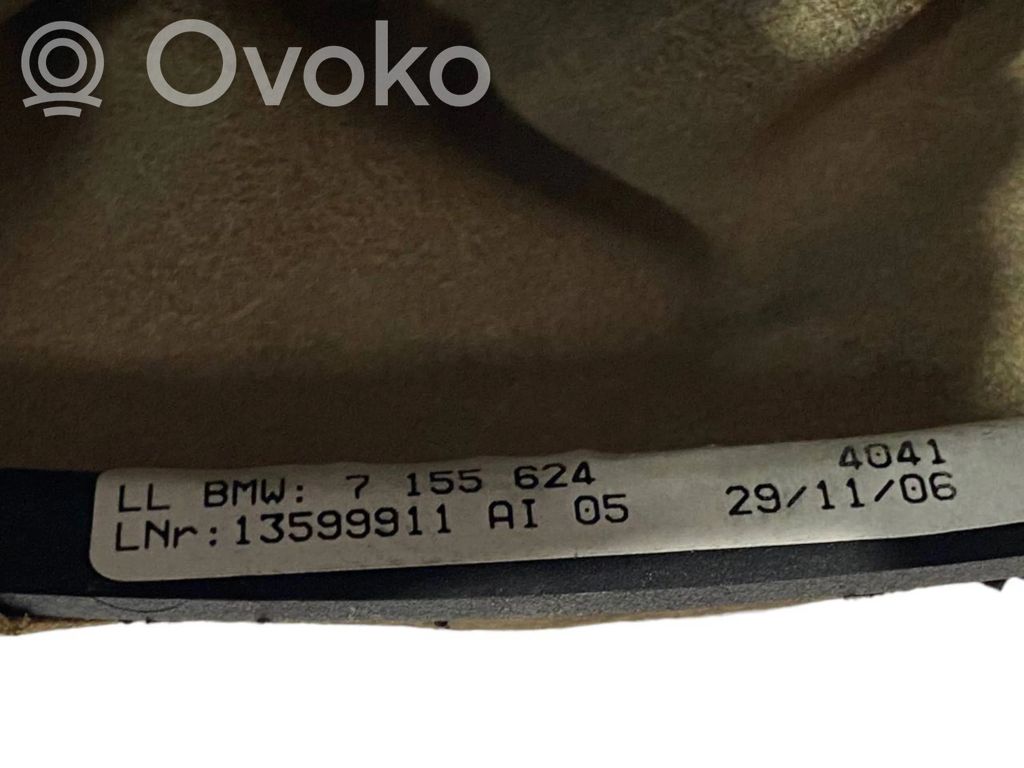 Ovoko
LL BMW: 7 155 624 4041
LNr:13599911 AI 05 29/11/06